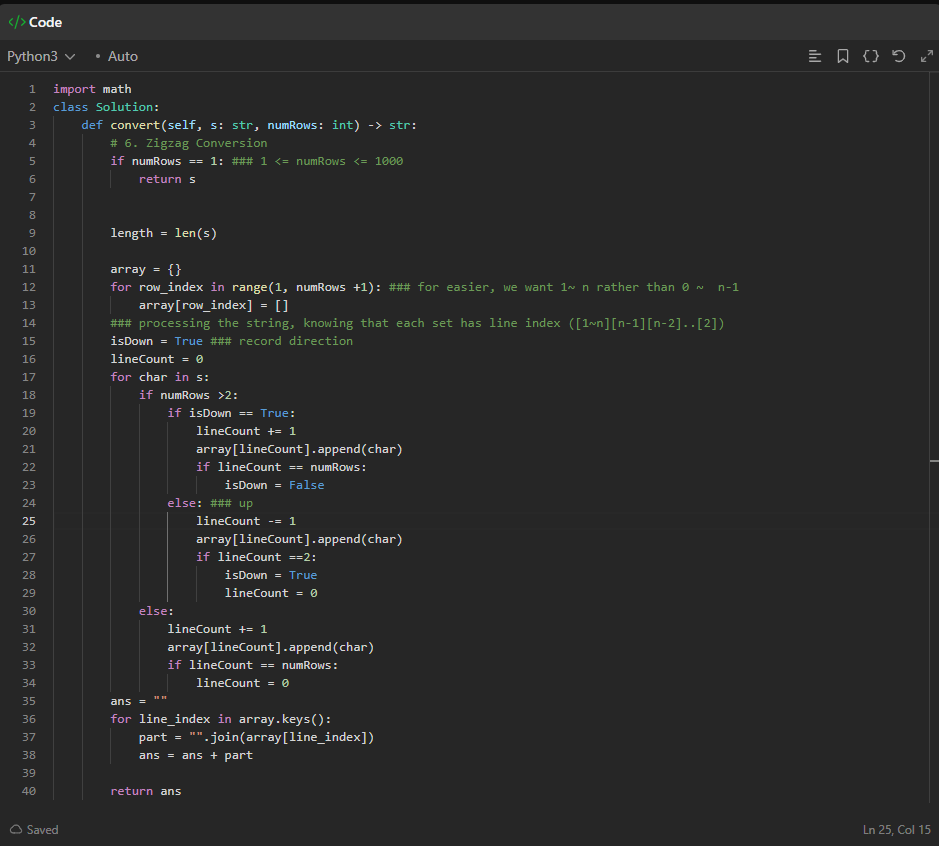 </> Code
Python3 • Auto
1 import math
2 class Solution:
3     def convert(self, s: str, numRows: int) -> str:
4         # 6. Zigzag Conversion
5         if numRows == 1: ### 1 <= numRows <= 1000
6             return s
7
8
9         length = len(s)
10
11         array = {}
12         for row_index in range(1, numRows +1): ### for easier, we want 1~ n rather than 0 ~  n-1
13             array[row_index] = []
14         ### processing the string, knowing that each set has line index ([1~n][n-1][n-2]..[2])
15         isDown = True ### record direction
16         lineCount = 0
17         for char in s:
18             if numRows >2:
19                 if isDown == True:
20                     lineCount += 1
21                     array[lineCount].append(char)
22                     if lineCount == numRows:
23                         isDown = False
24                 else: ### up
25                     lineCount -= 1
26                     array[lineCount].append(char)
27                     if lineCount ==2:
28                         isDown = True
29                         lineCount = 0
30             else:
31                 lineCount += 1
32                 array[lineCount].append(char)
33                 if lineCount == numRows:
34                     lineCount = 0
35         ans = ""
36         for line_index in array.keys():
37             part = "".join(array[line_index])
38             ans = ans + part
39
40         return ans
Saved Ln 25, Col 15